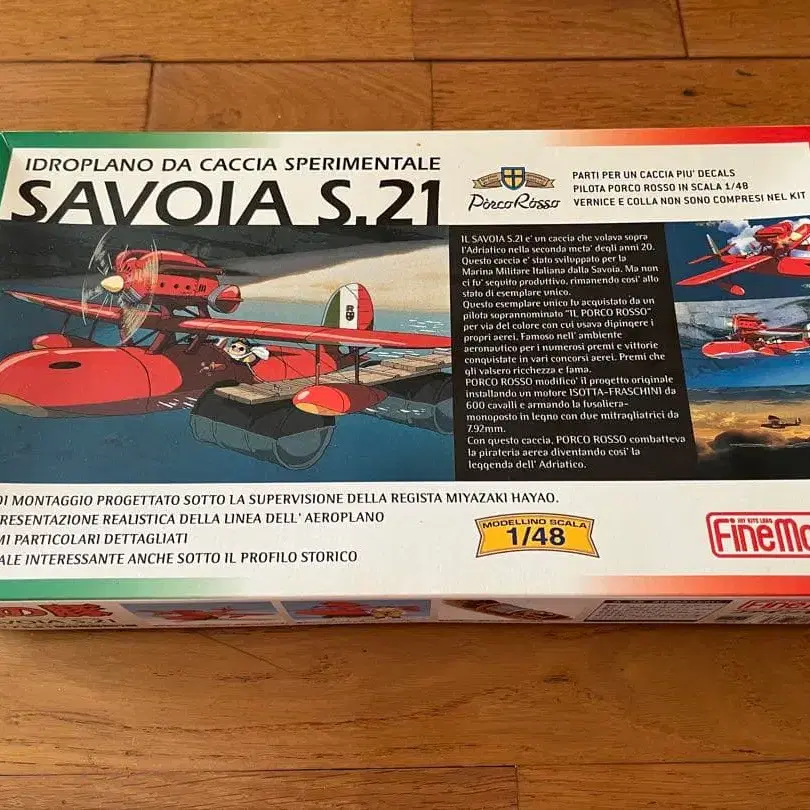 IDROPLANO DA CACCIA SPERIMENTALE
SAVOIA S.21
Porco Rosso
PARTI PER UN CACCIA PIU' DECALS
PILOTA PORCO ROSSO IN SCALA 1/48
VERNICE E COLLA NON SONO COMPRESI NEL KIT
IL SAVOIA S.21 e' un caccia che volava sopra
l'Adriatico nella seconda meta' degli anni 20.
Questo caccia e' stato sviluppato per la
Marina Militare Italiana dalla Savoia. Ma non
ci fu' seguito produttivo, rimanendo cosi' allo
stato di esemplare unico.
Questo esemplare unico fu acquistato da un
pilota soprannominato "IL PORCO ROSSO"
per via del colore con cui usava dipingere i
propri aerei. Famoso nell' ambiente
aeronautico per i numerosi premi e vittorie
conquistate in vari concorsi aerei. Premi che
gli valsero ricchezza e fama.
PORCO ROSSO modifico' il progetto originale
installando un motore ISOTTA-FRASCHINI da
600 cavalli e armando la fusoliera-
monoposto in legno con due mitragliatrici da
7.92mm.
Con questo caccia, PORCO ROSSO combatteva
la pirateria aerea diventando cosi' la
leggenda dell' Adriatico.
DI MONTAGGIO PROGETTATO SOTTO LA SUPERVISIONE DELLA REGISTA MIYAZAKI HAYAO.
RESENTAZIONE REALISTICA DELLA LINEA DELL' AEROPLANO
MI PARTICOLARI DETTAGLIATI
ALE INTERESSANTE ANCHE SOTTO IL PROFILO STORICO
MODELLINO SCALA
1/48
FineMo
の豚
VOIA S.21